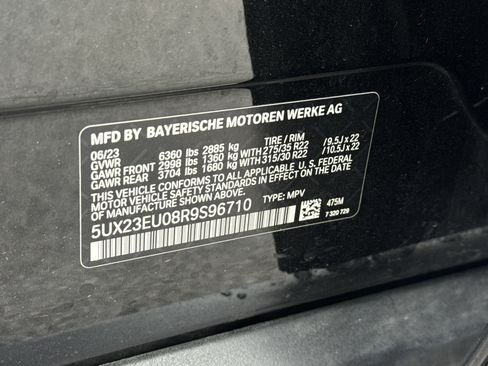 MFD BY BAYERISCHE MOTOREN WERKE AG
06/23 TIRE / RIM
GVWR 6360 lbs 2885 kg
GAWR FRONT 2998 lbs 1360 kg WITH 275/35 R22 / 9.5J x 22
GAWR REAR 3704 lbs 1680 kg WITH 315/30 R22 / 10.5J x 22
THIS VEHICLE CONFORMS TO ALL APPLICABLE U. S. FEDERAL
MOTOR VEHICLE SAFETY STANDARDS IN EFFECT ON THE DATE
OF MANUFACTURE SHOWN ABOVE.
5UX23EU08R9S96710 TYPE: MPV
475M
7 320 729